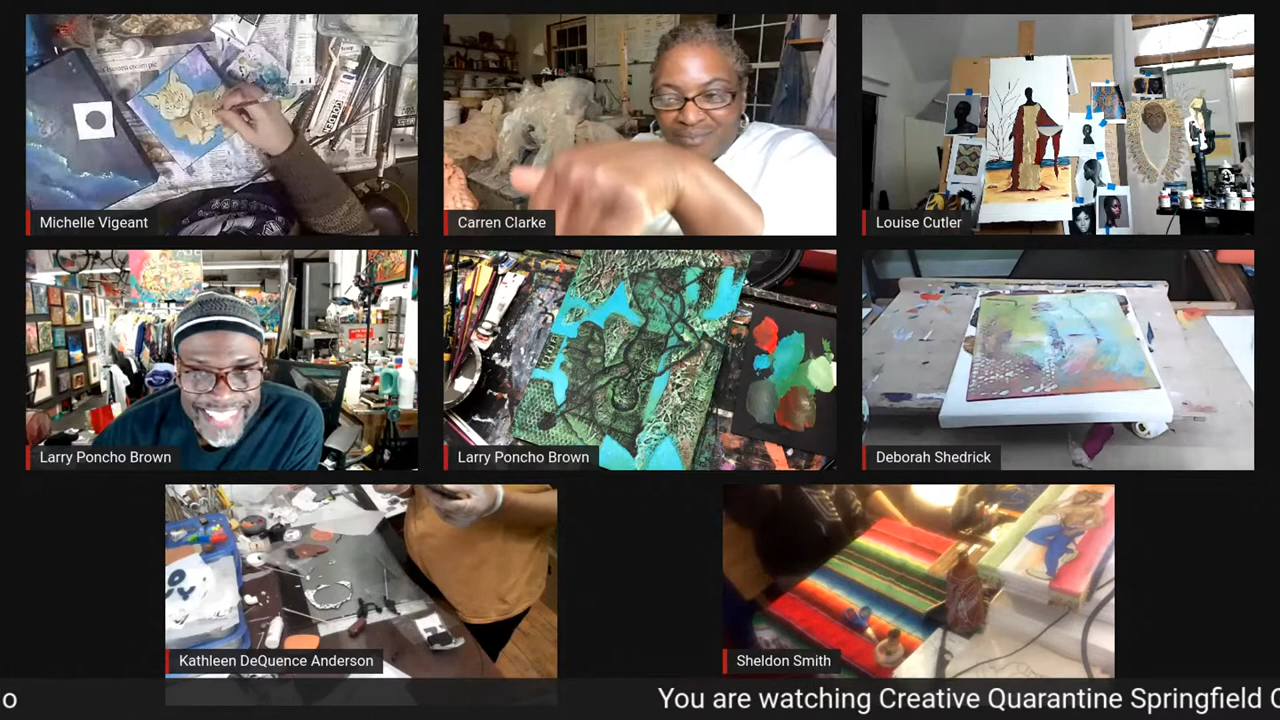 Michelle Vigeant
Carren Clarke
Louise Cutler
Larry Poncho Brown
Larry Poncho Brown
Deborah Shedrick
Kathleen DeQuence Anderson
Sheldon Smith
o
You are watching Creative Quarantine Springfield